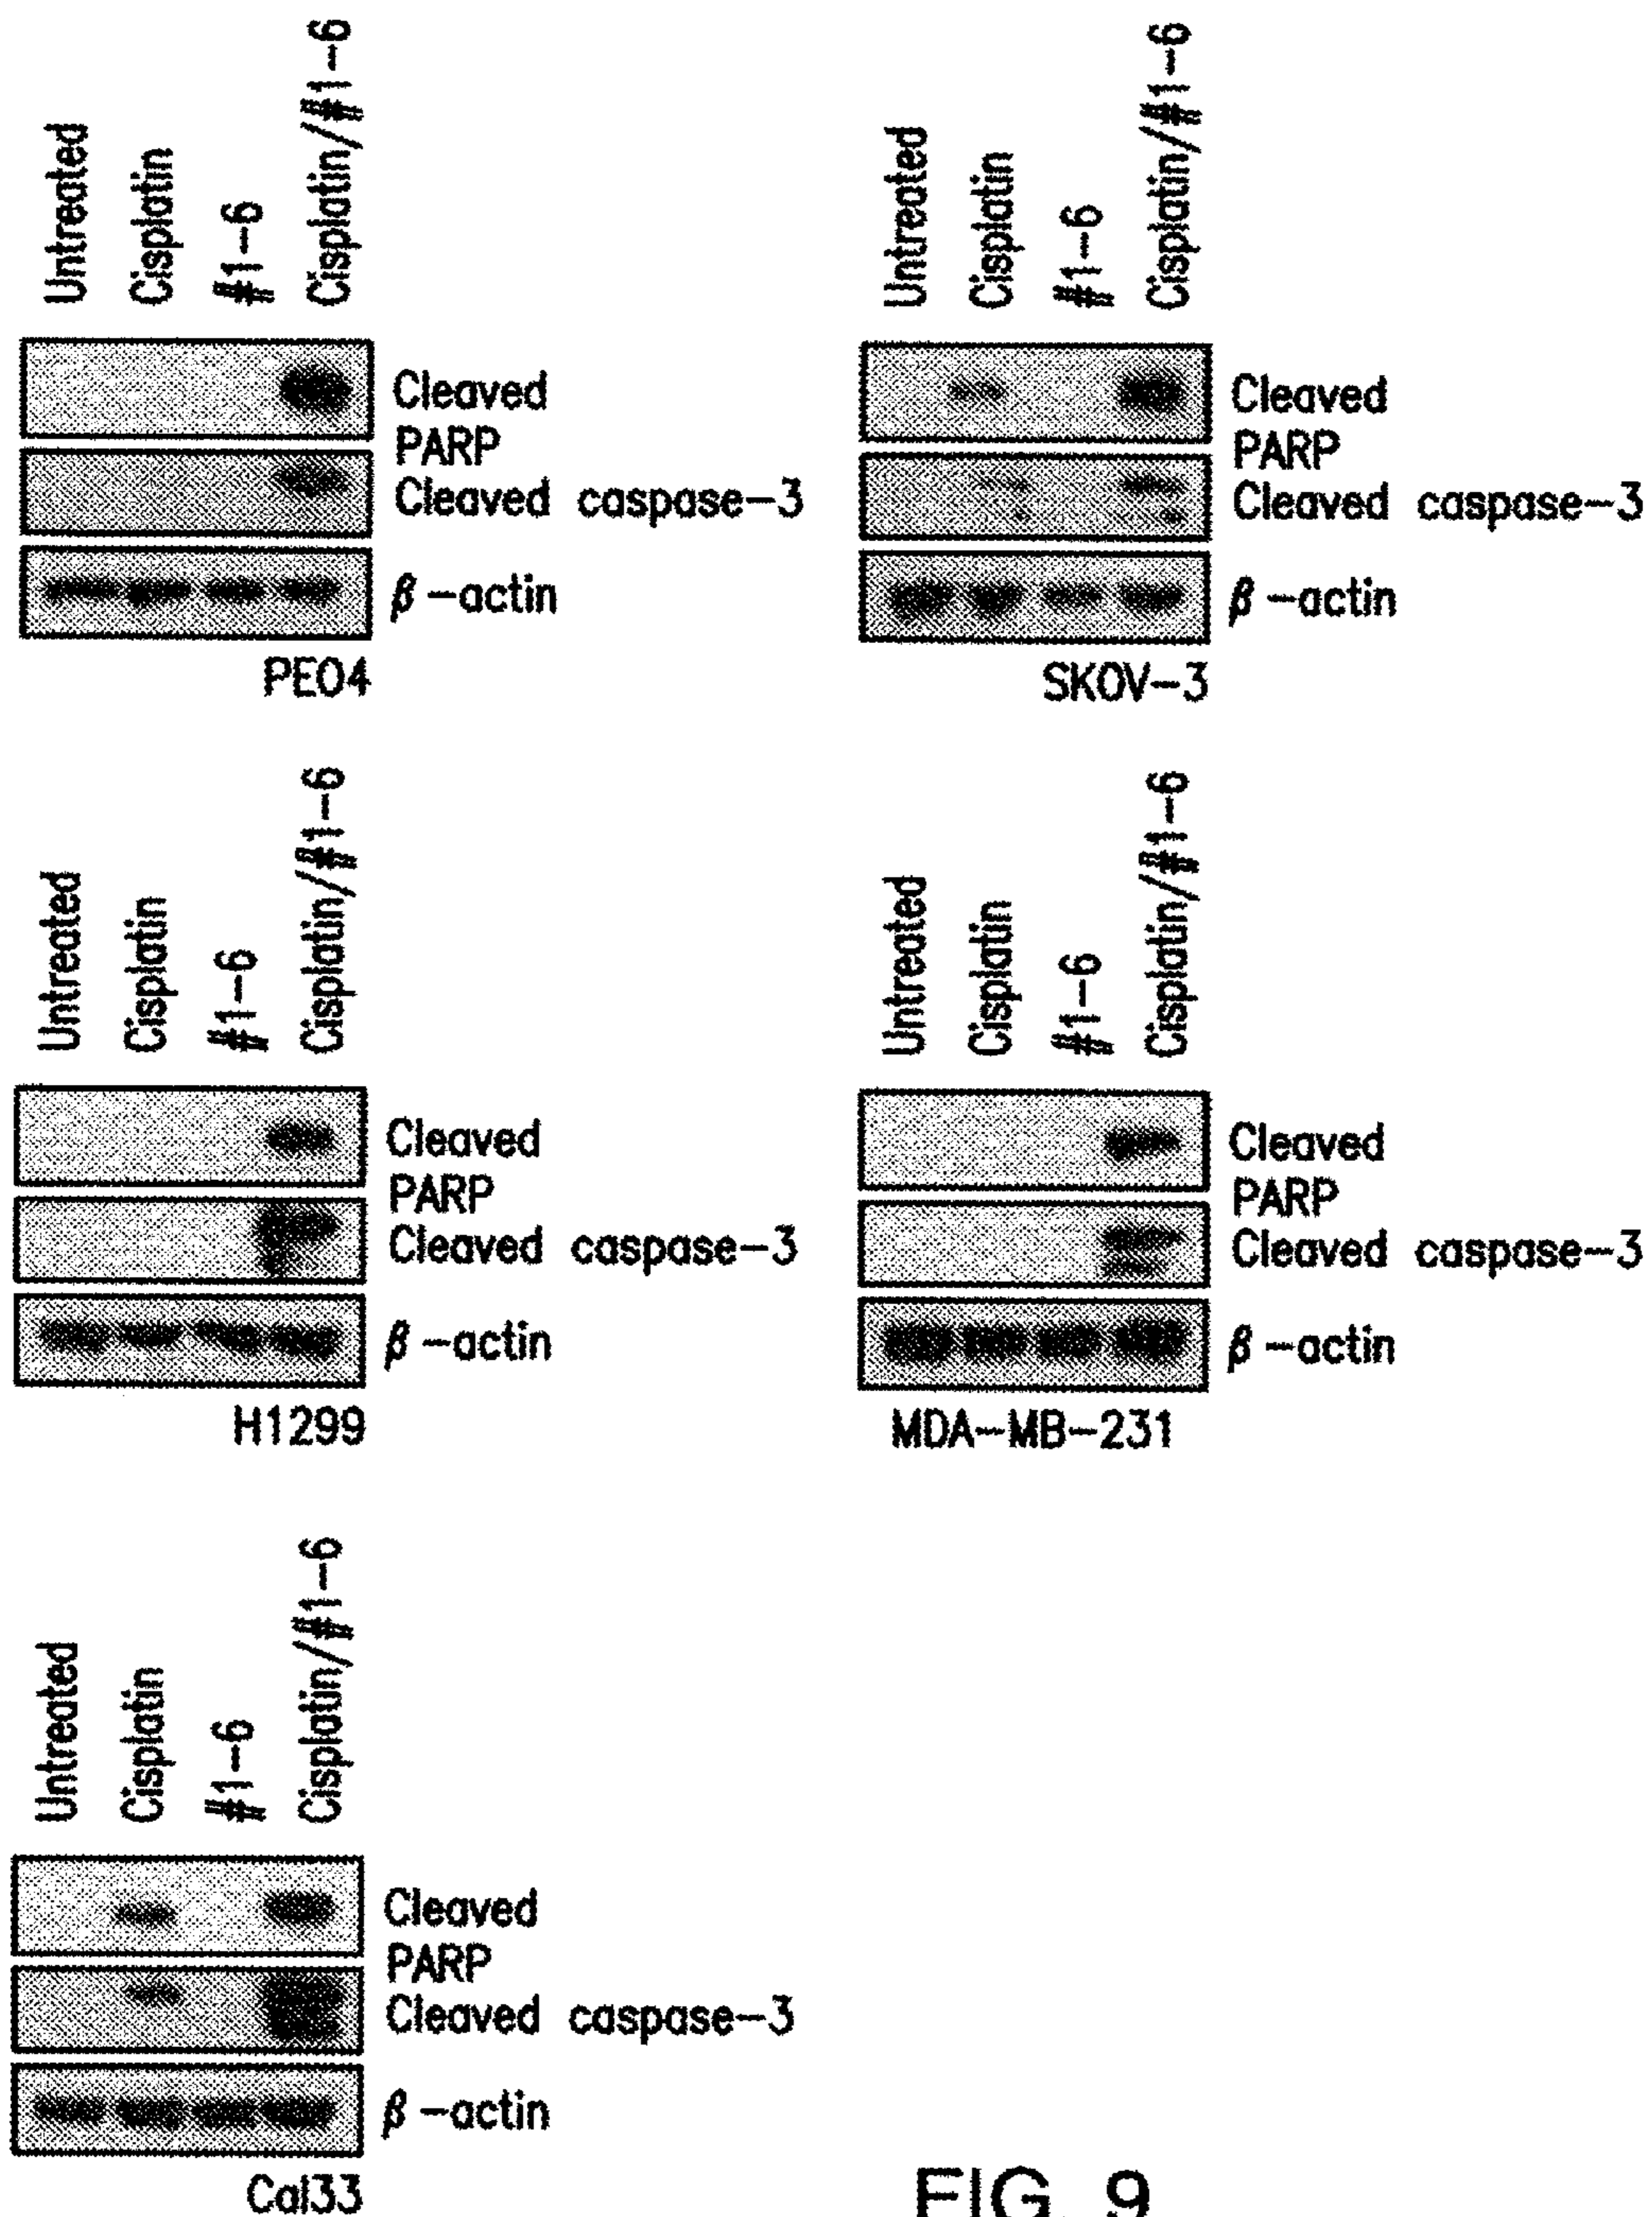 Untreated
Cisplatin
#1-6
Cisplatin/#1-6
Cleaved
PARP
Cleaved caspase-3
β-actin
PEO4
Untreated
Cisplatin
#1-6
Cisplatin/#1-6
Cleaved
PARP
Cleaved caspase-3
β-actin
SKOV-3
Untreated
Cisplatin
#1-6
Cisplatin/#1-6
Cleaved
PARP
Cleaved caspase-3
β-actin
H1299
Untreated
Cisplatin
#1-6
Cisplatin/#1-6
Cleaved
PARP
Cleaved caspase-3
β-actin
MDA-MB-231
Untreated
Cisplatin
#1-6
Cisplatin/#1-6
Cleaved
PARP
Cleaved caspase-3
β-actin
Cal33
FIG. 9